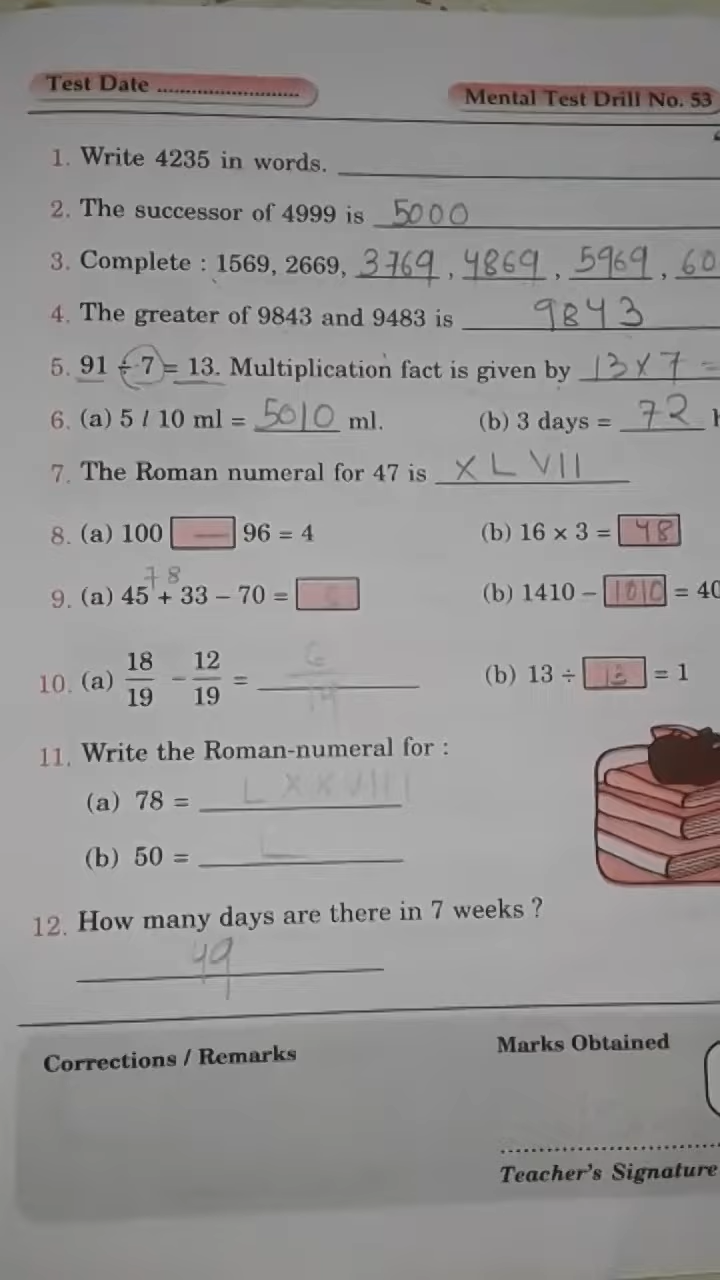 Test Date ..............................
Mental Test Drill No. 53
1. Write 4235 in words. ____________
2. The successor of 4999 is 5000
3. Complete : 1569, 2669, 3769, 4869, 5969, 60
4. The greater of 9843 and 9483 is 9843
5. 91 ÷ 7 = 13. Multiplication fact is given by 13 x 7 =
6. (a) 5 l 10 ml = 5010 ml. (b) 3 days = 72 h
7. The Roman numeral for 47 is XLVII
8. (a) 100 — 96 = 4 (b) 16 × 3 = 48
78
9. (a) 45 + 33 – 70 = (b) 1410 – 1010 = 40
10. (a) 18/19 – 12/19 = 6/19 (b) 13 ÷ 13 = 1
11. Write the Roman-numeral for :
(a) 78 = LXXVIII
(b) 50 = L
12. How many days are there in 7 weeks ?
49
Corrections / Remarks
Marks Obtained
Teacher's Signature